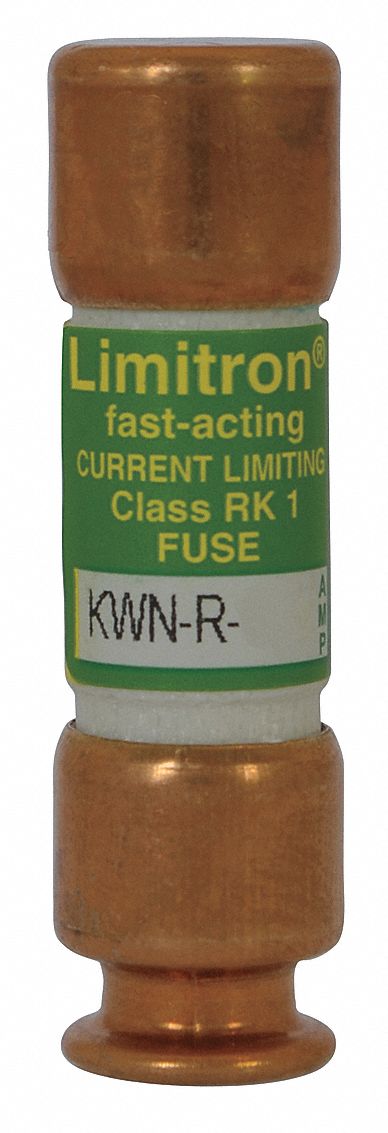 Limitron®
fast-acting
CURRENT LIMITING
Class RK 1
FUSE
KWN-R-
AMP